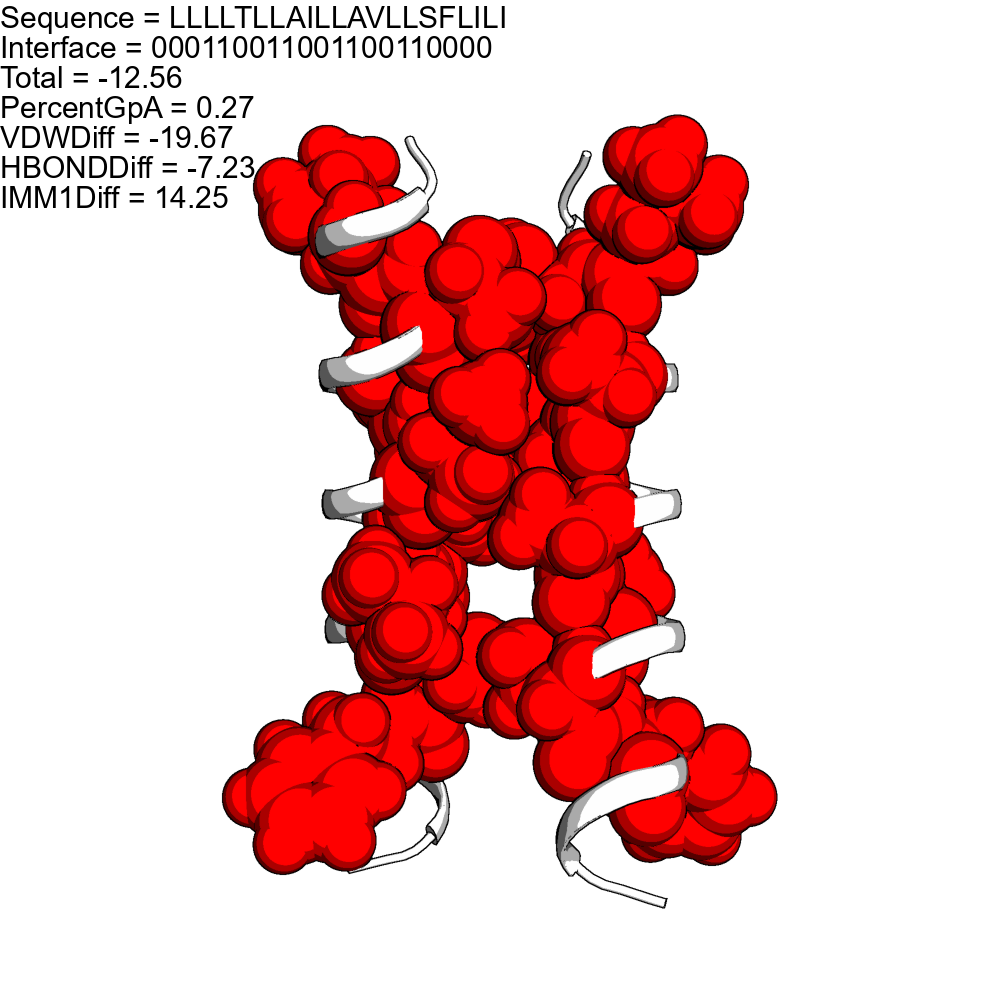 Sequence = LLLLTLLAILLAVLLSFLILI
Interface = 000110011001100110000
Total = -12.56
PercentGpA = 0.27
VDWDiff = -19.67
HBONDDiff = -7.23
IMM1Diff = 14.25